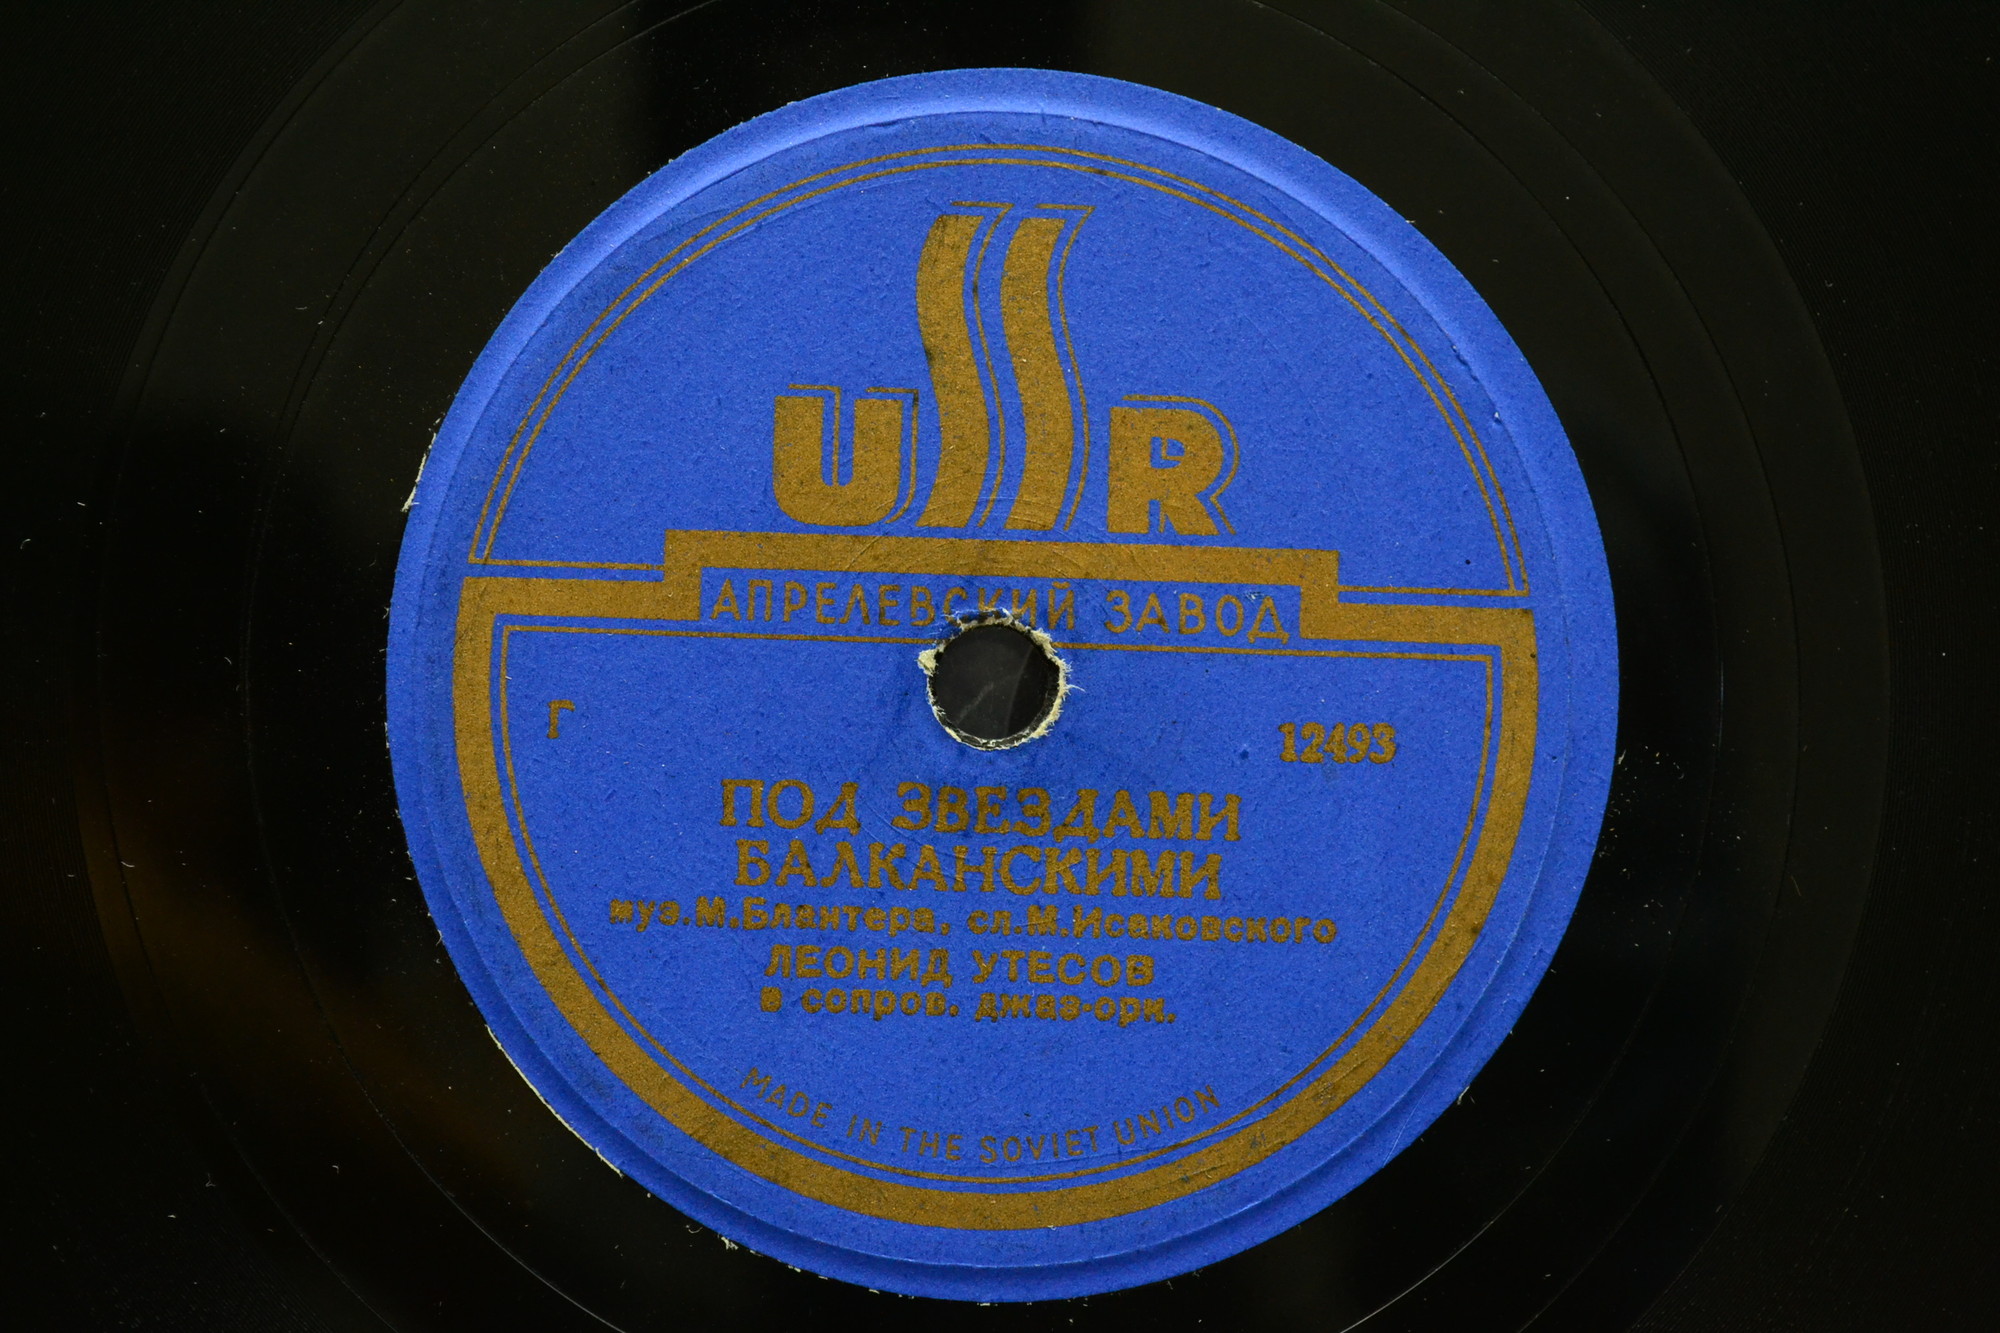 USSR
АПРЕЛЕВСКИЙ ЗАВОД
Г 12493
ПОД ЗВЕЗДАМИ
БАЛКАНСКИМИ
муз. М. Блантера, сл. М. Исаковского
ЛЕОНИД УТЕСОВ
в сопров. джаз-орк.
MADE IN THE SOVIET UNION